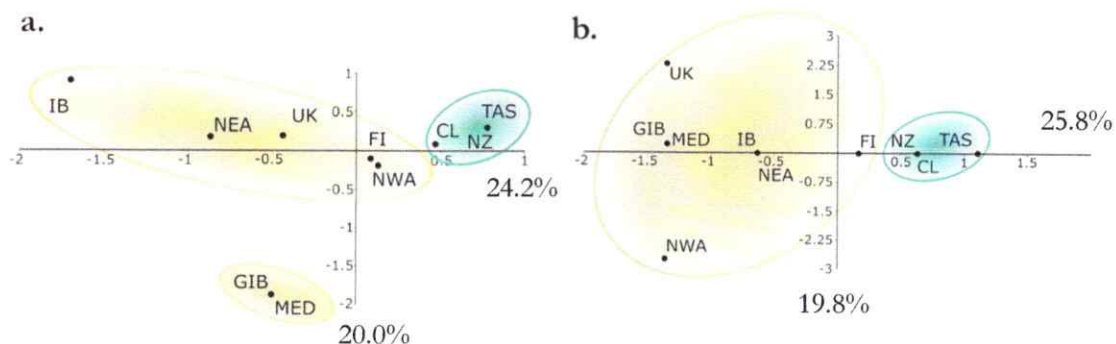 a.
1
IB
NEA
UK
0.5
CL
TAS
NZ
FI
NWA
-2
-1.5
-1
-0.5
0.5
1
24.2%
-0.5
-1
-1.5
-2
GIB
MED
20.0%
b.
3
2.25
0.75
UK
GIB
MED
IB
NEA
FI
NZ
CL
TAS
25.8%
-2
-1.5
-1
-0.5
0.5
1
1.5
-0.75
-1.5
-2.25
-3
NWA
19.8%